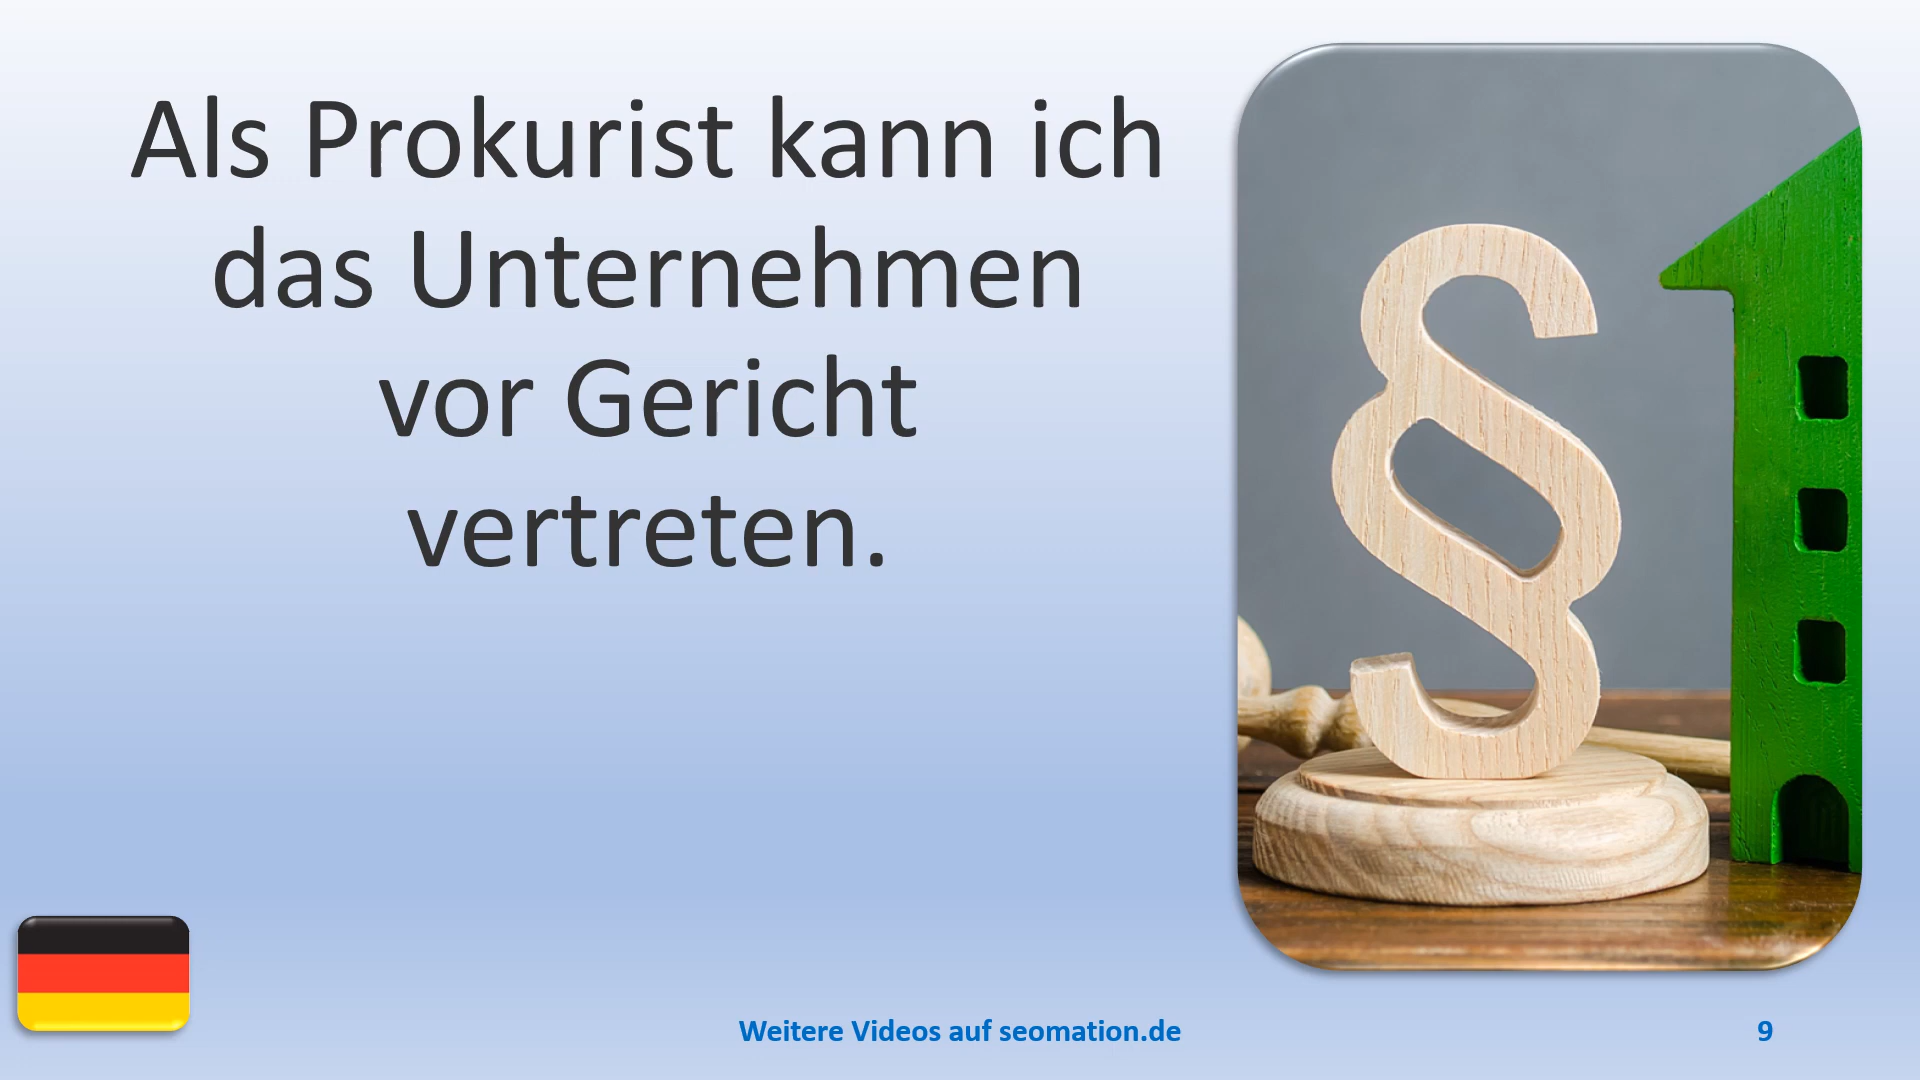 Als Prokurist kann ich
das Unternehmen
vor Gericht
vertreten.
§
Weitere Videos auf seomation.de
9